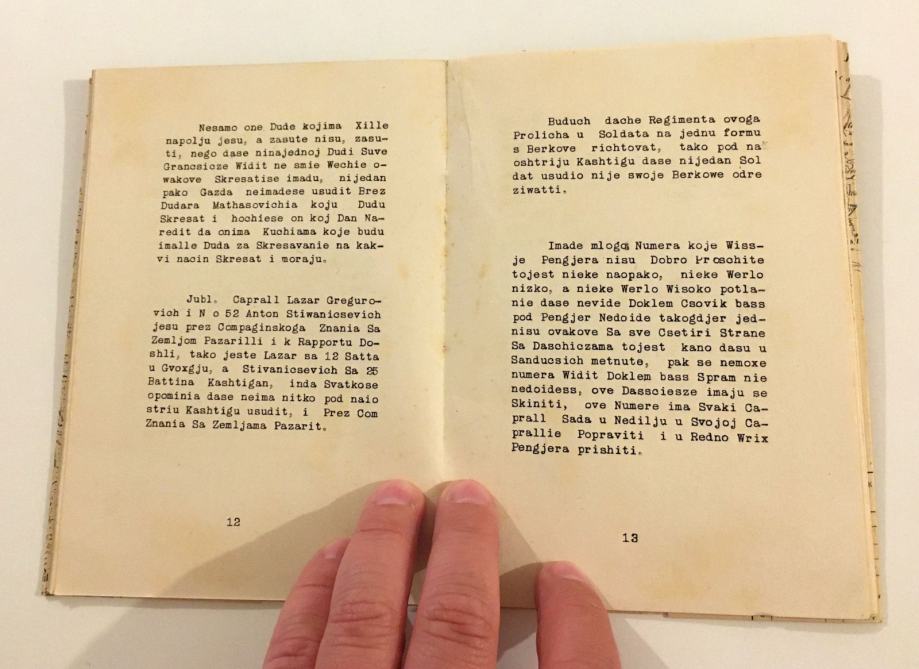 Nesamo one Dude kojima Xille
napolju jesu, a zasute nisu, zasu-
ti, nego dase ninajednoj Dudi Suve
Grancsicze Widit ne smie Wechie o-
wakove Skresatise imadu, nijedan
pako Gazda neimadese usudit Brez
Dudara Mathasovichia koju Dudu
Skresat i hochiese on koj Dan Na-
redit da onima Kuchiama koje budu
imalle Duda za Skresavanie na kak-
vi nacin Skresat i moraju.
Jubl. Caprall Lazar Greguro-
vich i N o 52 Anton Stiwanicsevich
jesu prez Compaginskoga Znania Sa
Zemljom Pazarilli i k Rapportu Do-
shli, tako jeste Lazar sa 12 Satta
u Gvoxgju, a Stivanicsevich Sa 25
Battina Kashtigan, inda Svatkose
opominia dase neima nitko pod naio
striu Kashtigu usudit, i Prez Com
Znania Sa Zemljama Pazarit.
12
Buduch dache Regimenta ovoga
Prolicha u Soldata na jednu formu
s Berkove richtovat, tako pod na
oshtriju Kashtigu dase nijedan Sol
dat usudio nije swoje Berkowe odre
ziwatti.
Imade mloga Numera koje Wiss-
je Pengjera nisu Dobro Proschite
tojest nieke naopako, nieke Werlo
nizko, a nieke Werlo Wisoko potla-
nie dase nevide Doklem Csovik bass
pod Pengjer Nedoide takogdjer jed-
nisu ovakove Sa sve Csetiri Strane
Sa Daschiczama tojest kano dasu u
Sanducsich metnute, pak se nemoxe
numera Widit Doklem bass Spram nie
nedoidess, ove Dassciesze imaju se
Skiniti, ove Numere ima Svaki Ca-
prall Sada u Nedilju u Svojoj Ca-
prallie Popraviti i u Redno Wrix
Pengjera prishiti.
13